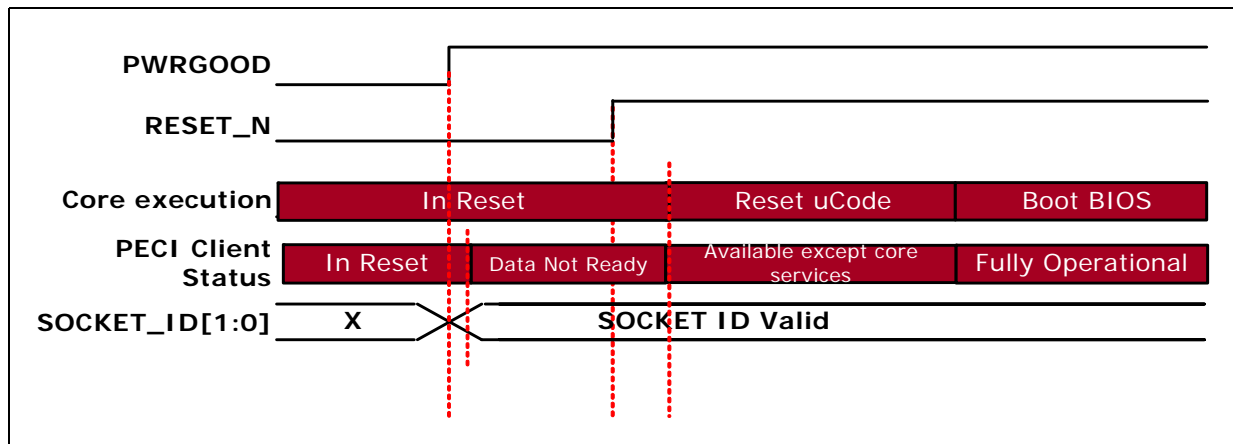 PWRGOOD
RESET_N
Core execution In Reset Reset uCode Boot BIOS
PECI Client
Status
In Reset Data Not Ready
Available except core
services
Fully Operational
SOCKET_ID[1:0] X SOCKET ID Valid